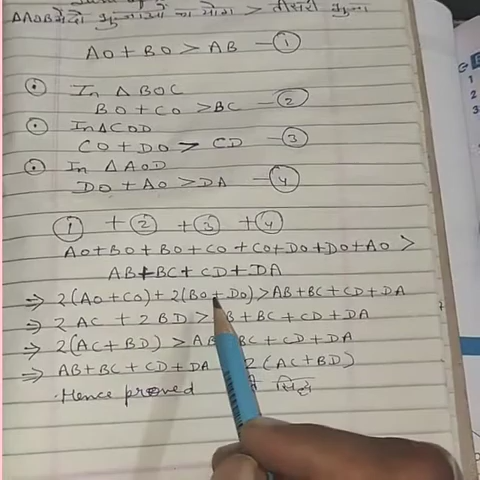 ΔAOB में दो भुजाओं का योग > तीसरी भुजा
AO + BO > AB —①
In Δ BOC
BO + CO > BC —②
In ΔCOD
CO + DO > CD —③
In ΔAOD
DO + AO > DA —④
① + ② + ③ + ④
AO+BO+BO+CO+CO+DO+DO+AO >
AB+BC+CD+DA
⇒ 2(AO+CO)+2(BO+DO)>AB+BC+CD+DA
⇒ 2AC + 2BD > B+BC+CD+DA
⇒ 2(AC+BD) > AB BC +CD+DA
⇒ AB+BC+CD+DA 2(AC+BD)
Hence proved